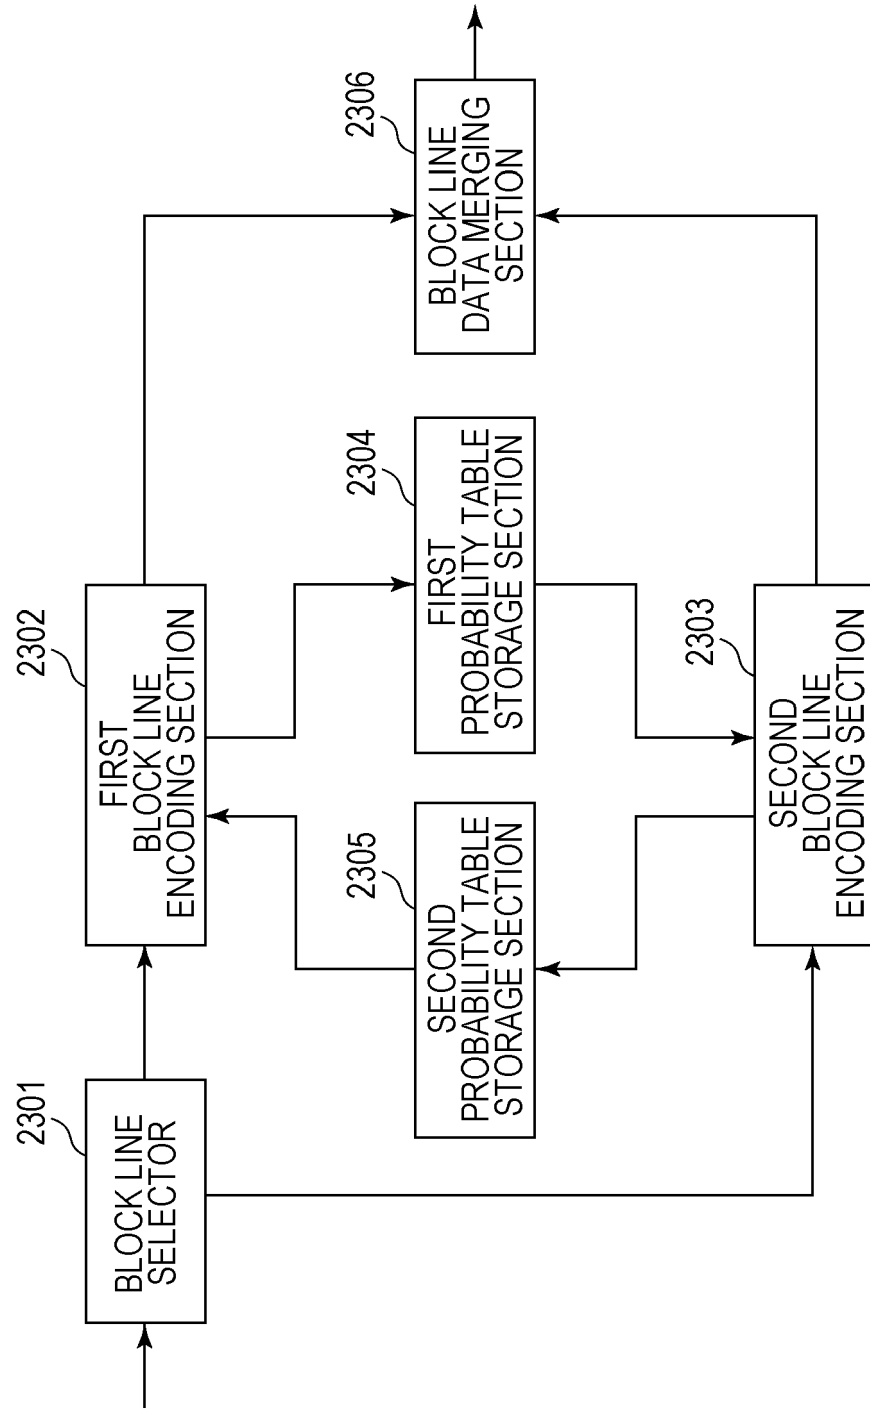 2301
BLOCK LINE
SELECTOR
2302
FIRST
BLOCK LINE
ENCODING SECTION
2305
SECOND
PROBABILITY TABLE
STORAGE SECTION
2304
FIRST
PROBABILITY TABLE
STORAGE SECTION
2306
BLOCK LINE
DATA MERGING
SECTION
2303
SECOND
BLOCK LINE
ENCODING SECTION